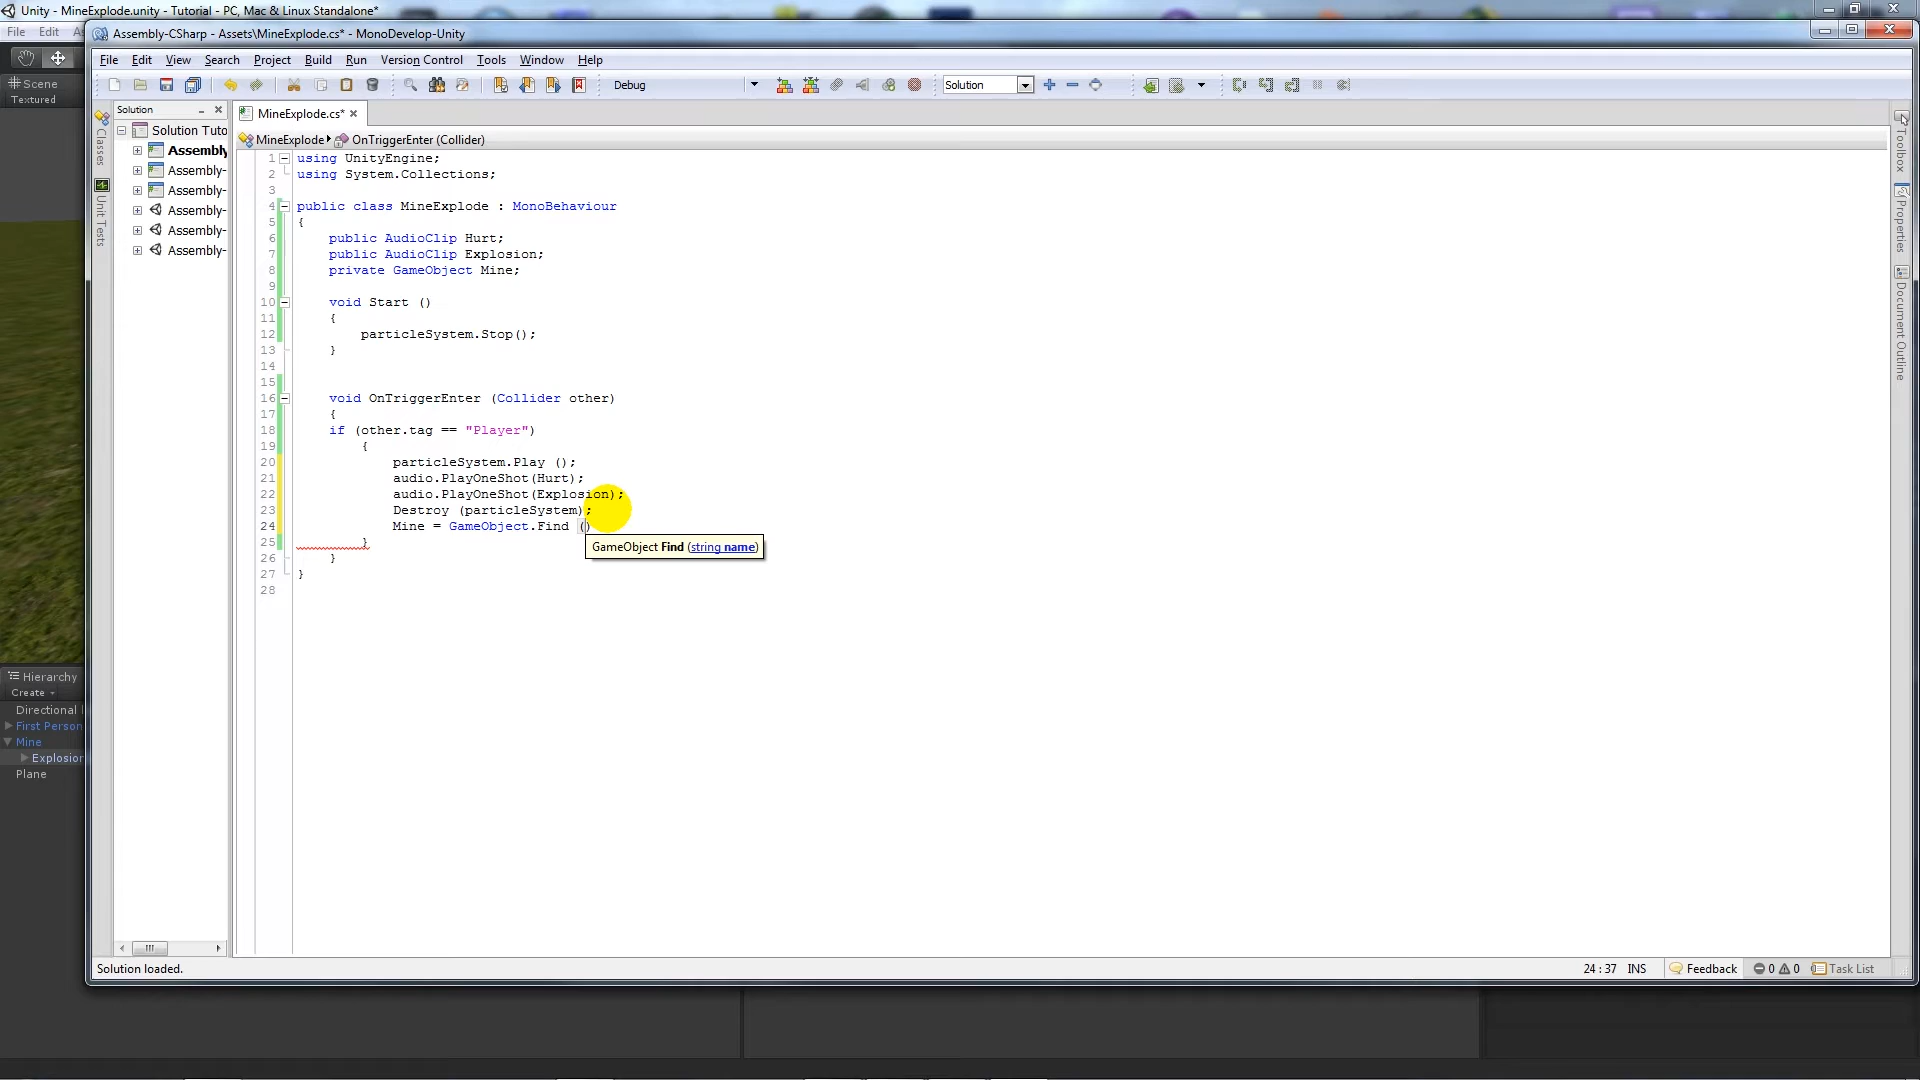 Unity - MineExplode.unity - Tutorial - PC, Mac & Linux Standalone*
File Edit
Assembly-CSharp - Assets\MineExplode.cs* - MonoDevelop-Unity
File Edit View Search Project Build Run Version Control Tools Window Help
Debug
Solution
Scene
Textured
Solution
MineExplode.cs*
Solution Tuto
MineExplode OnTriggerEnter (Collider)
Assembly
Assembly-
Assembly-
Assembly-
Assembly-
Assembly-
Classes
Unit Tests
1 using UnityEngine;
2 using System.Collections;
3
4 public class MineExplode : MonoBehaviour
5 {
6 public AudioClip Hurt;
7 public AudioClip Explosion;
8 private GameObject Mine;
9
10 void Start ()
11 {
12 particleSystem.Stop();
13 }
14
15
16 void OnTriggerEnter (Collider other)
17 {
18 if (other.tag == "Player")
19 {
20 particleSystem.Play ();
21 audio.PlayOneShot(Hurt);
22 audio.PlayOneShot(Explosion);
23 Destroy (particleSystem);
24 Mine = GameObject.Find ()
GameObject Find (string name)
25 }
26 }
27 }
28
Toolbox
Properties
Document Outline
Hierarchy
Create
Directional
First Person
Mine
Explosion
Plane
Solution loaded.
24 : 37 INS
Feedback
0 0
Task List